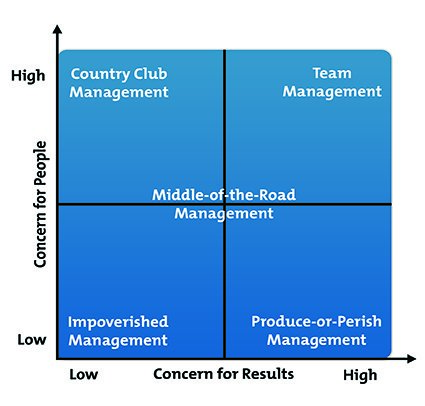 High
Country Club
Management
Team
Management
Concern for People
Middle-of-the-Road
Management
Impoverished
Management
Produce-or-Perish
Management
Low
Low
Concern for Results
High